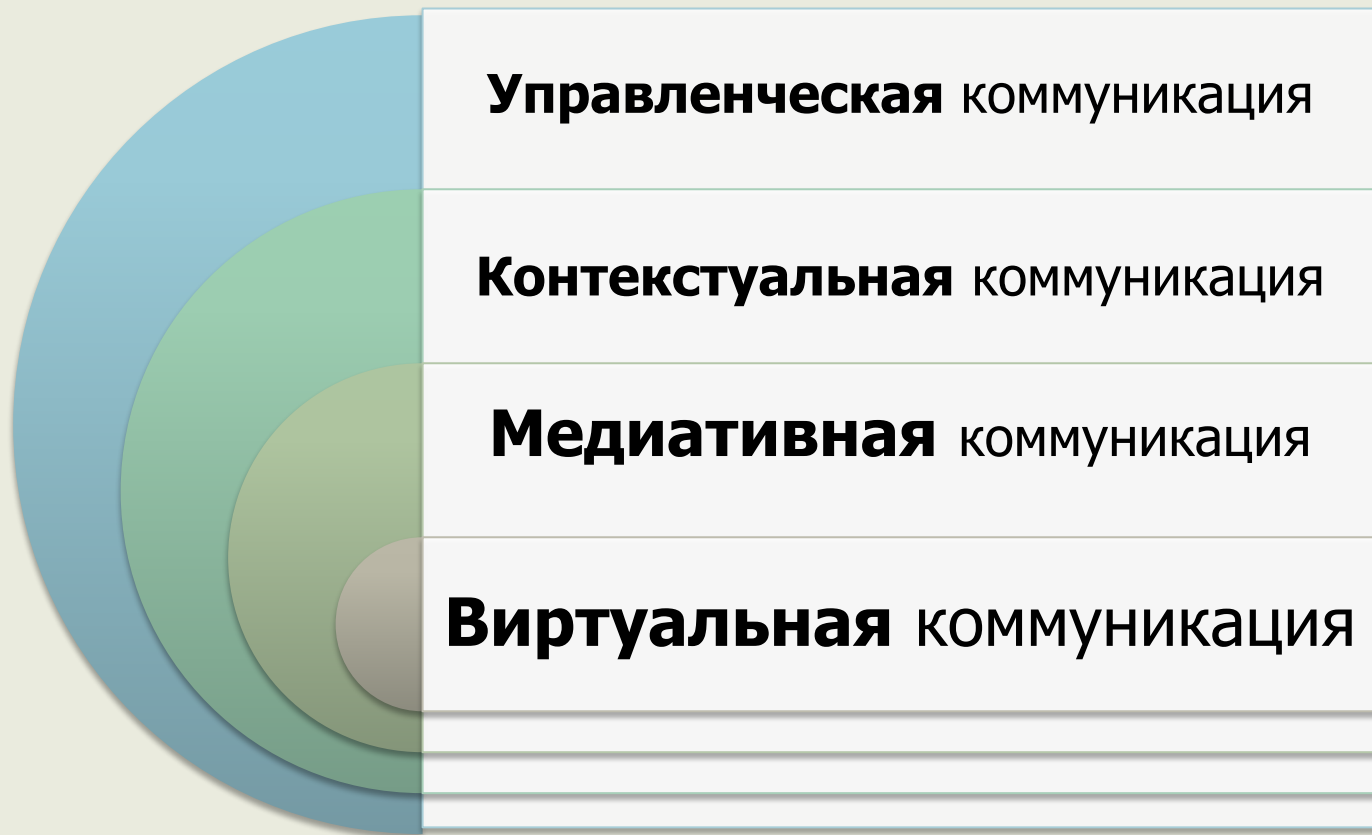 Управленческая коммуникация
Контекстуальная коммуникация
Медиативная коммуникация
Виртуальная коммуникация